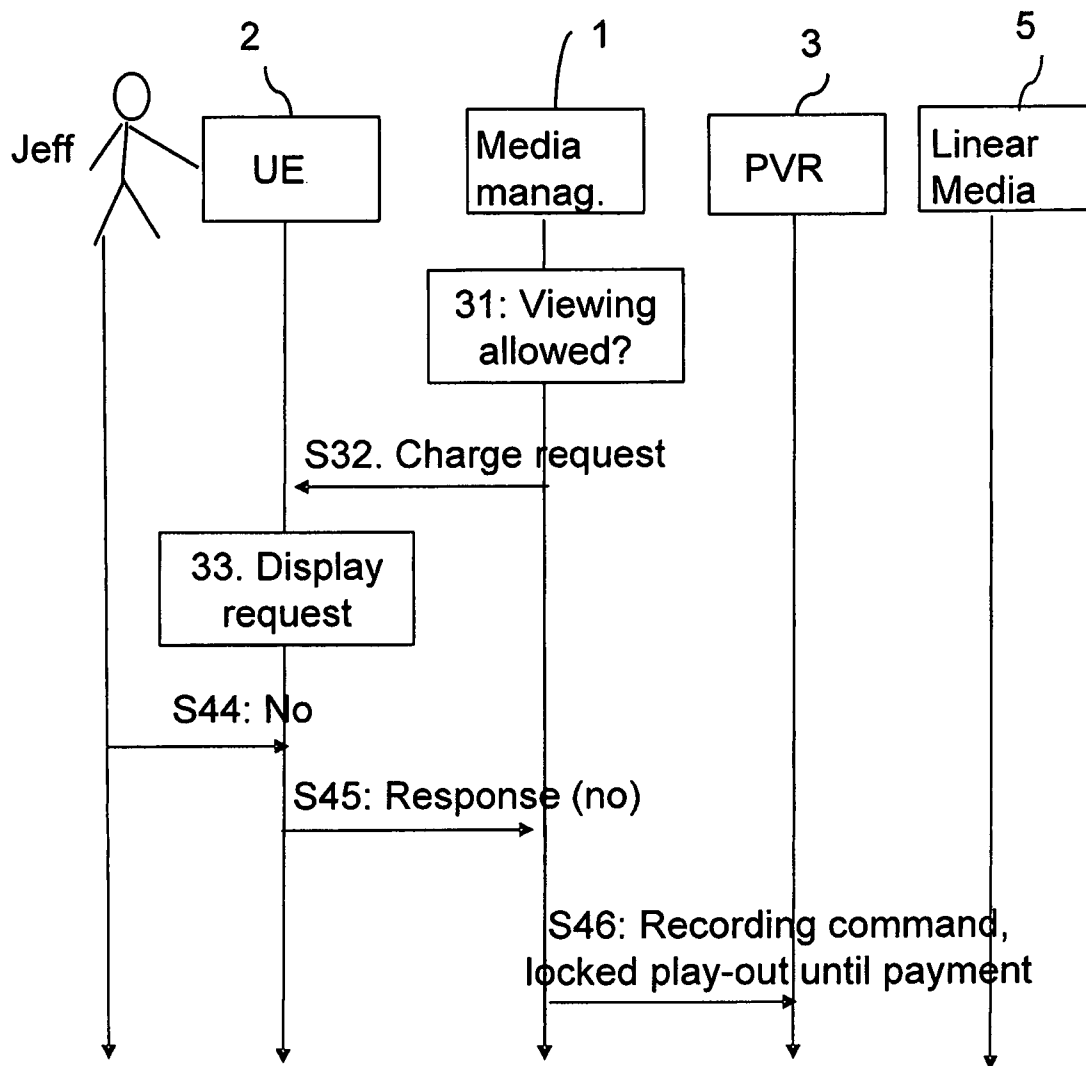 2
1
3
5
Jeff
UE
Media
manag.
PVR
Linear
Media
31: Viewing
allowed?
S32. Charge request
33. Display
request
S44: No
S45: Response (no)
S46: Recording command,
locked play-out until payment